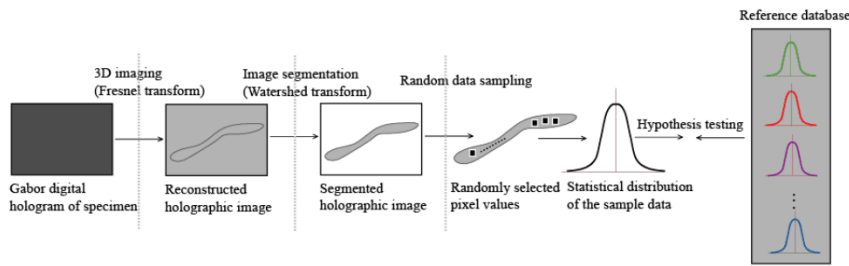 Reference database
3D imaging
(Fresnel transform)
Image segmentation
(Watershed transform)
Random data sampling
Hypothesis testing
Gabor digital
hologram of specimen
Reconstructed
holographic image
Segmented
holographic image
Randomly selected
pixel values
Statistical distribution
of the sample data